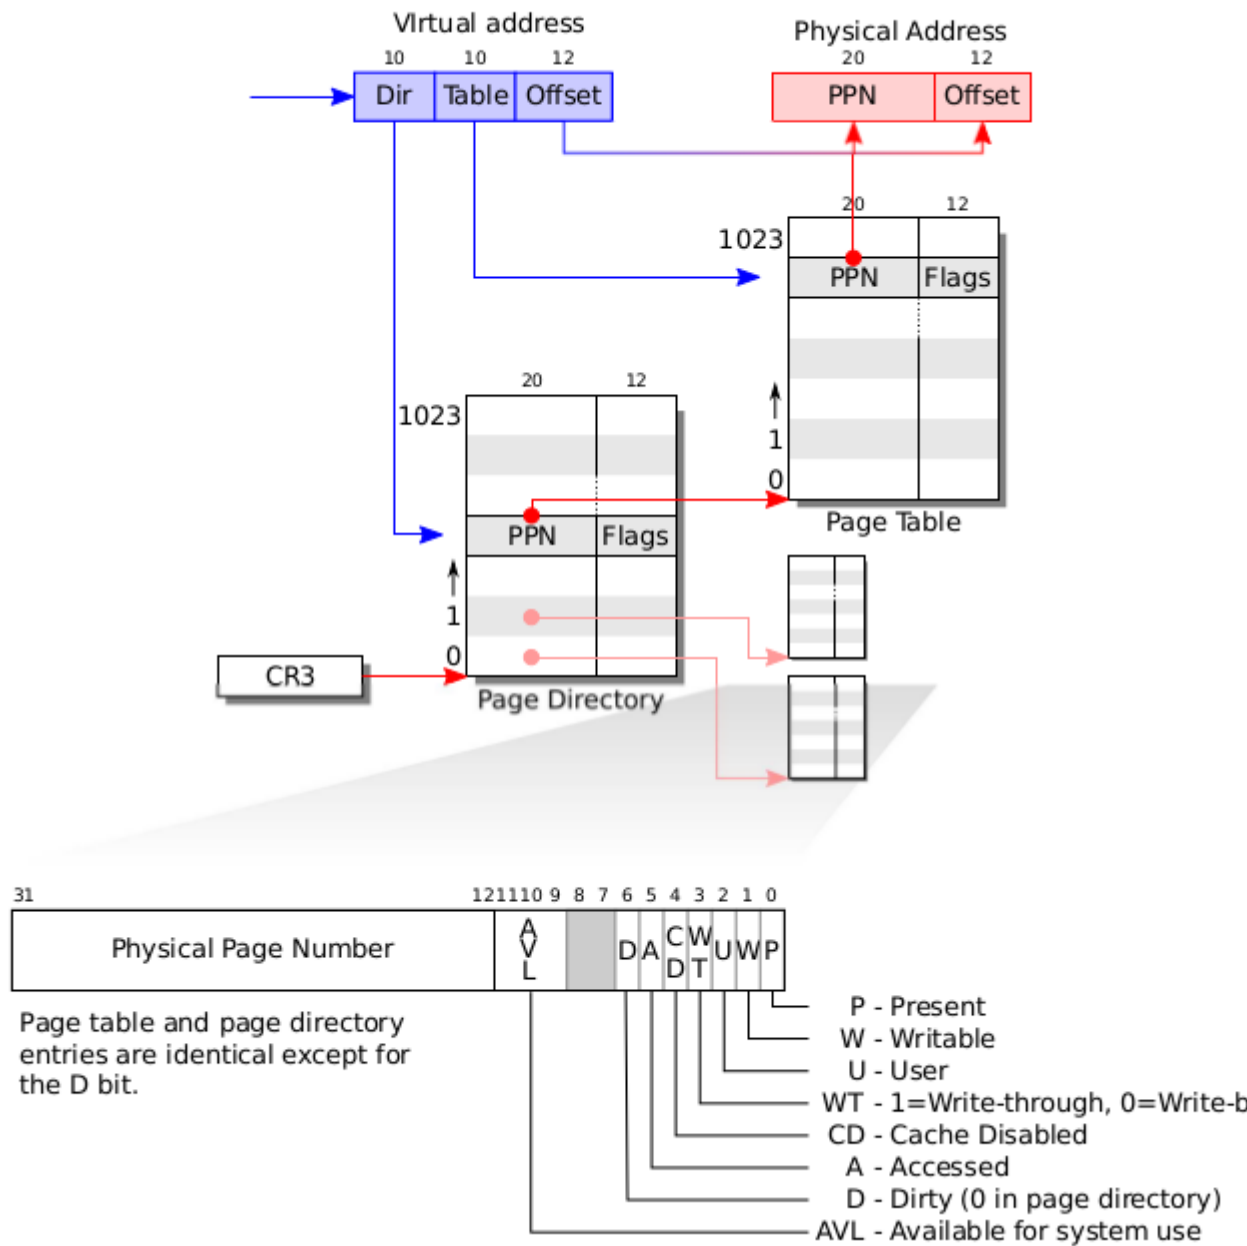 VIrtual address
10 10 12
Dir Table Offset
Physical Address
20 12
PPN Offset
20 12
1023
PPN Flags
1
0
Page Table
20 12
1023
PPN Flags
1
0
Page Directory
CR3
31 12 11 10 9 8 7 6 5 4 3 2 1 0
Physical Page Number AVL D A CD WT U W P
Page table and page directory
entries are identical except for
the D bit.
P - Present
W - Writable
U - User
WT - 1=Write-through, 0=Write-b
CD - Cache Disabled
A - Accessed
D - Dirty (0 in page directory)
AVL - Available for system use